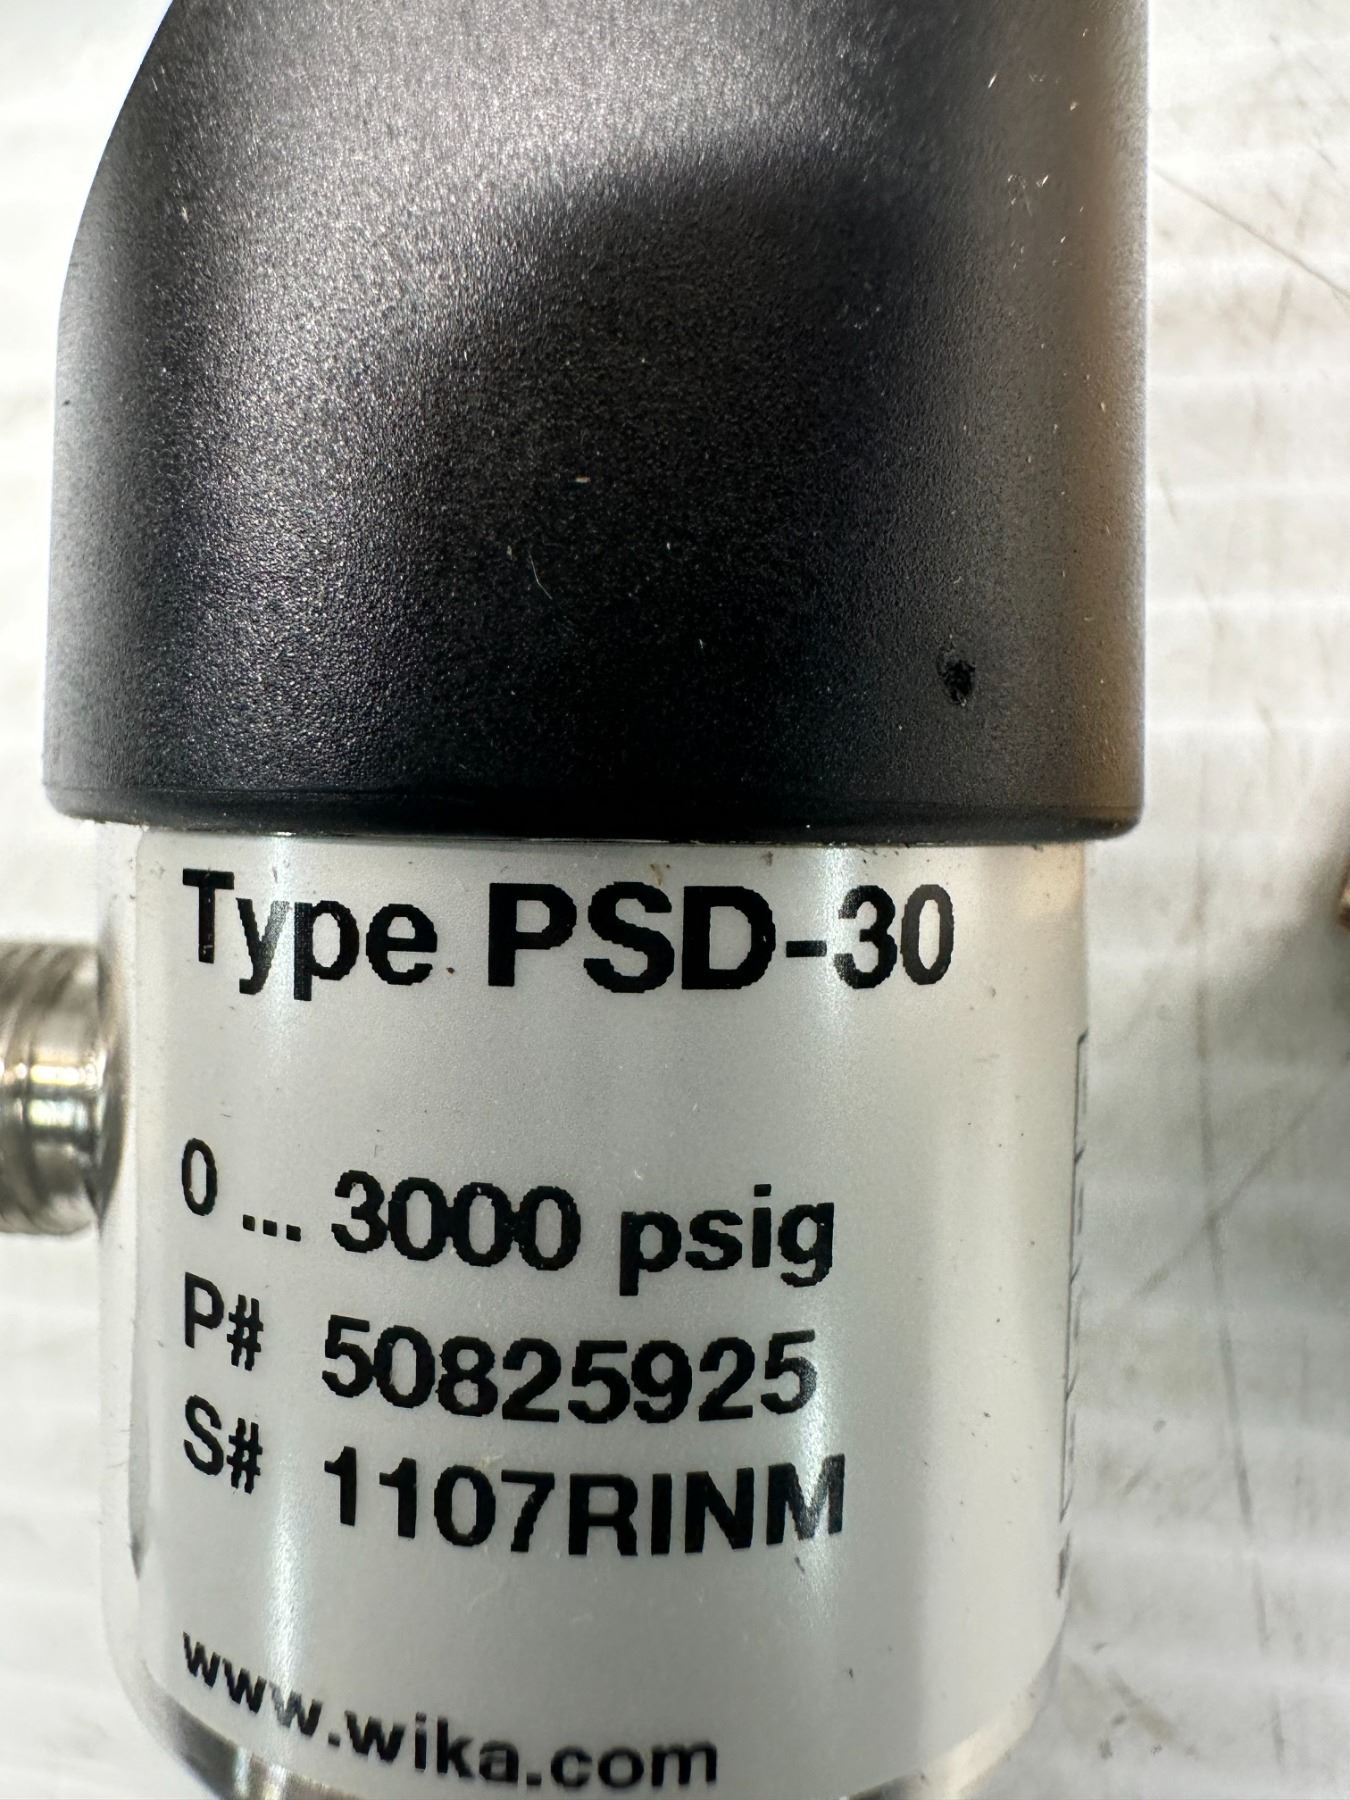 Type PSD-30
0 ... 3000 psig
P# 50825925
S# 1107RINM
www.wika.com